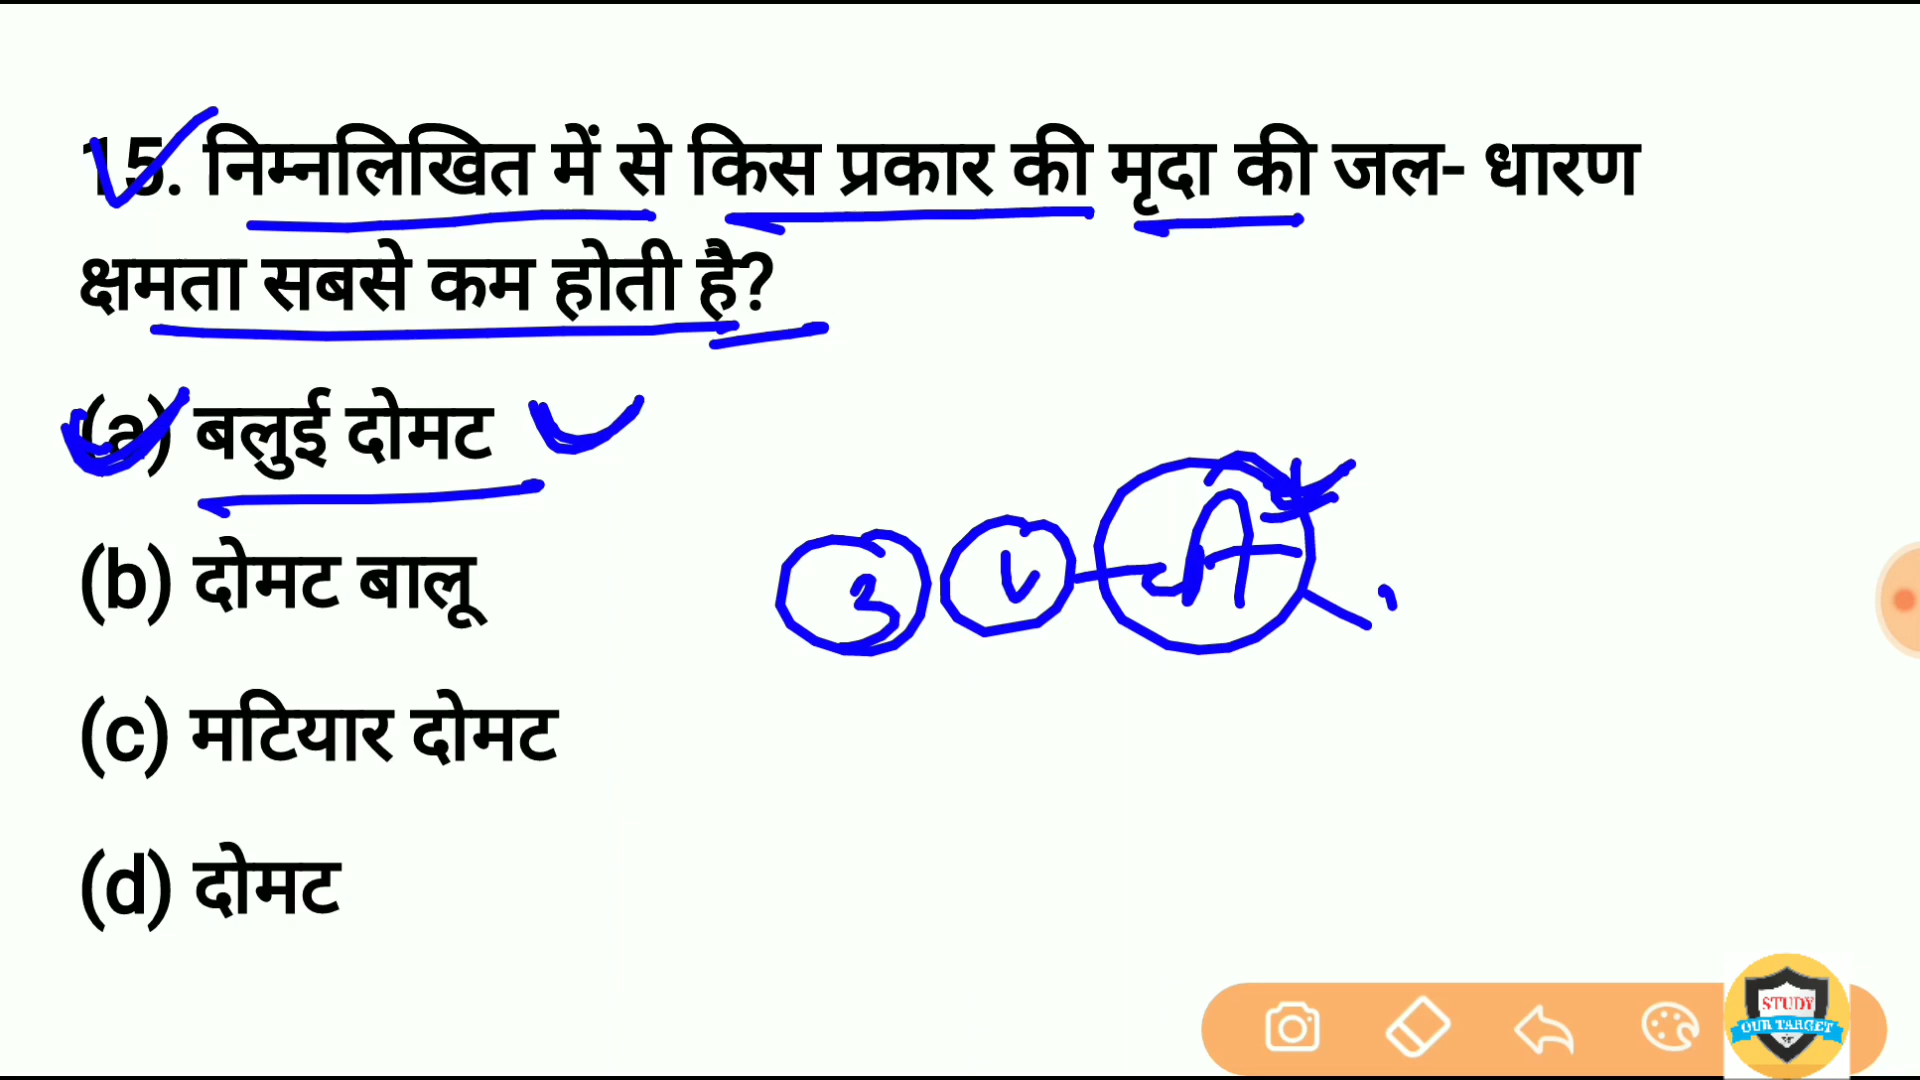 15. निम्नलिखित में से किस प्रकार की मृदा की जल- धारण
क्षमता सबसे कम होती है?
(a) बलुई दोमट
(b) दोमट बालू
(c) मटियार दोमट
(d) दोमट
A
STUDY
OUR TARGET